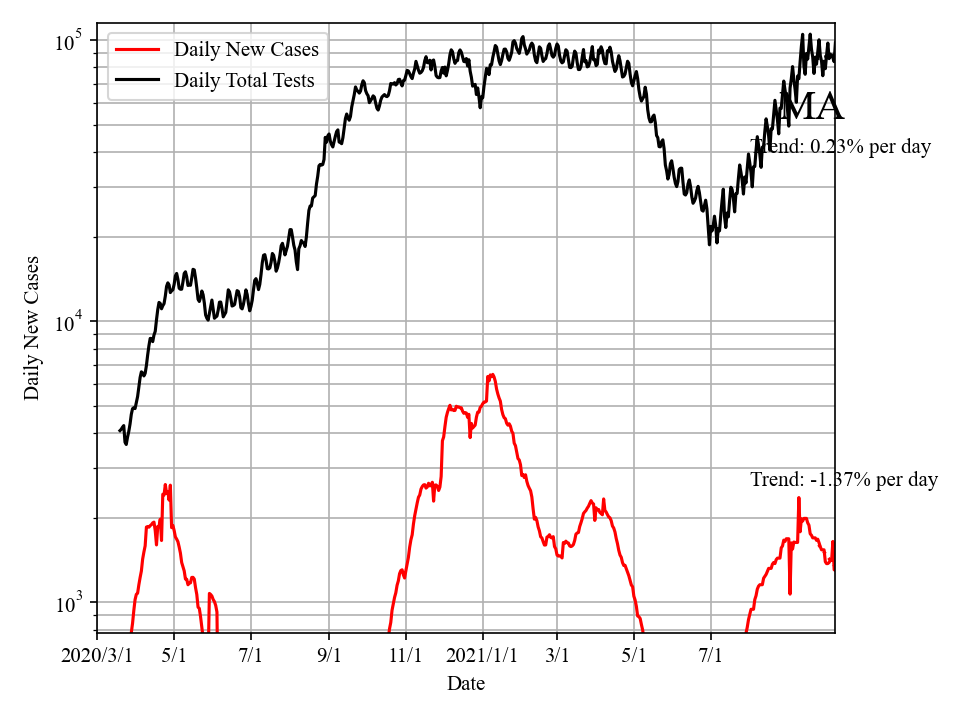 Daily New Cases
Daily Total Tests
MA
Trend: 0.23% per day
Trend: -1.37% per day
Daily New Cases
10^5
10^4
10^3
2020/3/1 5/1 7/1 9/1 11/1 2021/1/1 3/1 5/1 7/1
Date